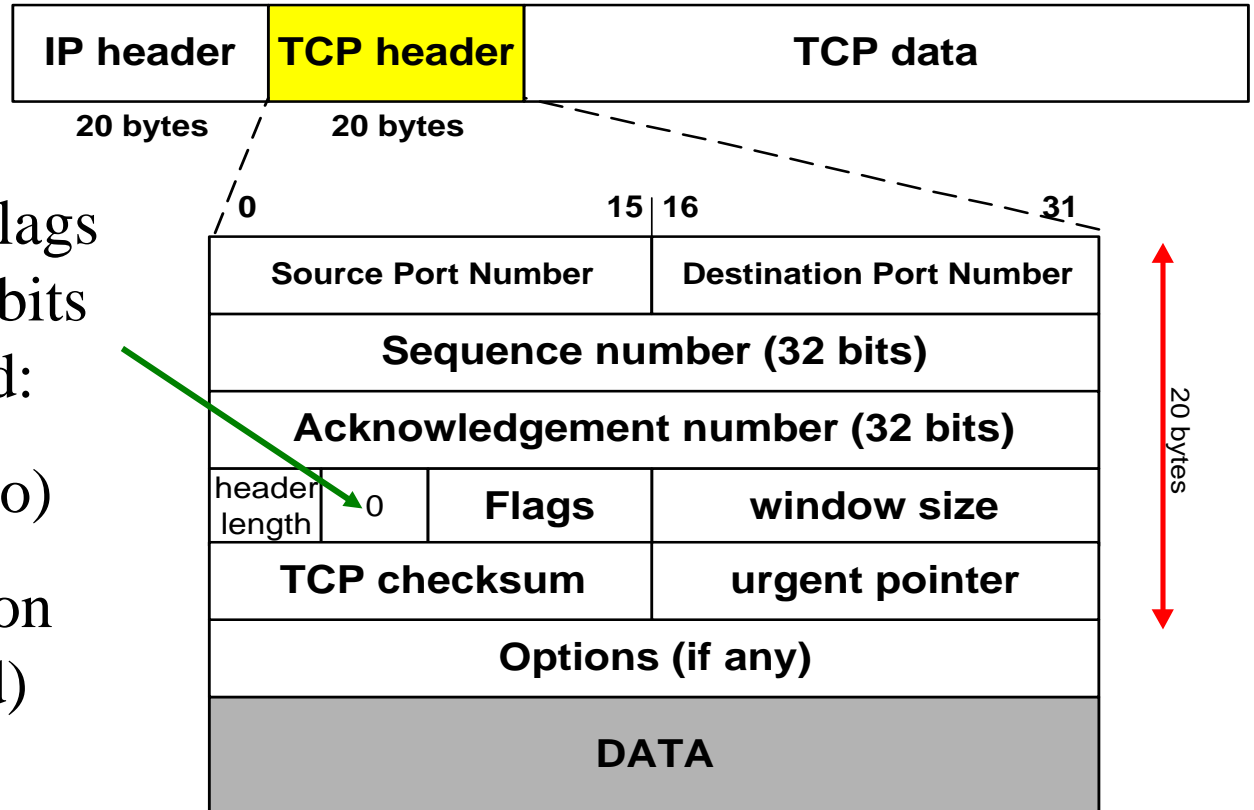 IP header TCP header TCP data
20 bytes 20 bytes
0 15 16 31
lags
bits
d:
o)
on
l)
Source Port Number Destination Port Number
Sequence number (32 bits)
Acknowledgement number (32 bits)
header length 0 Flags window size
TCP checksum urgent pointer
Options (if any)
DATA
20 bytes